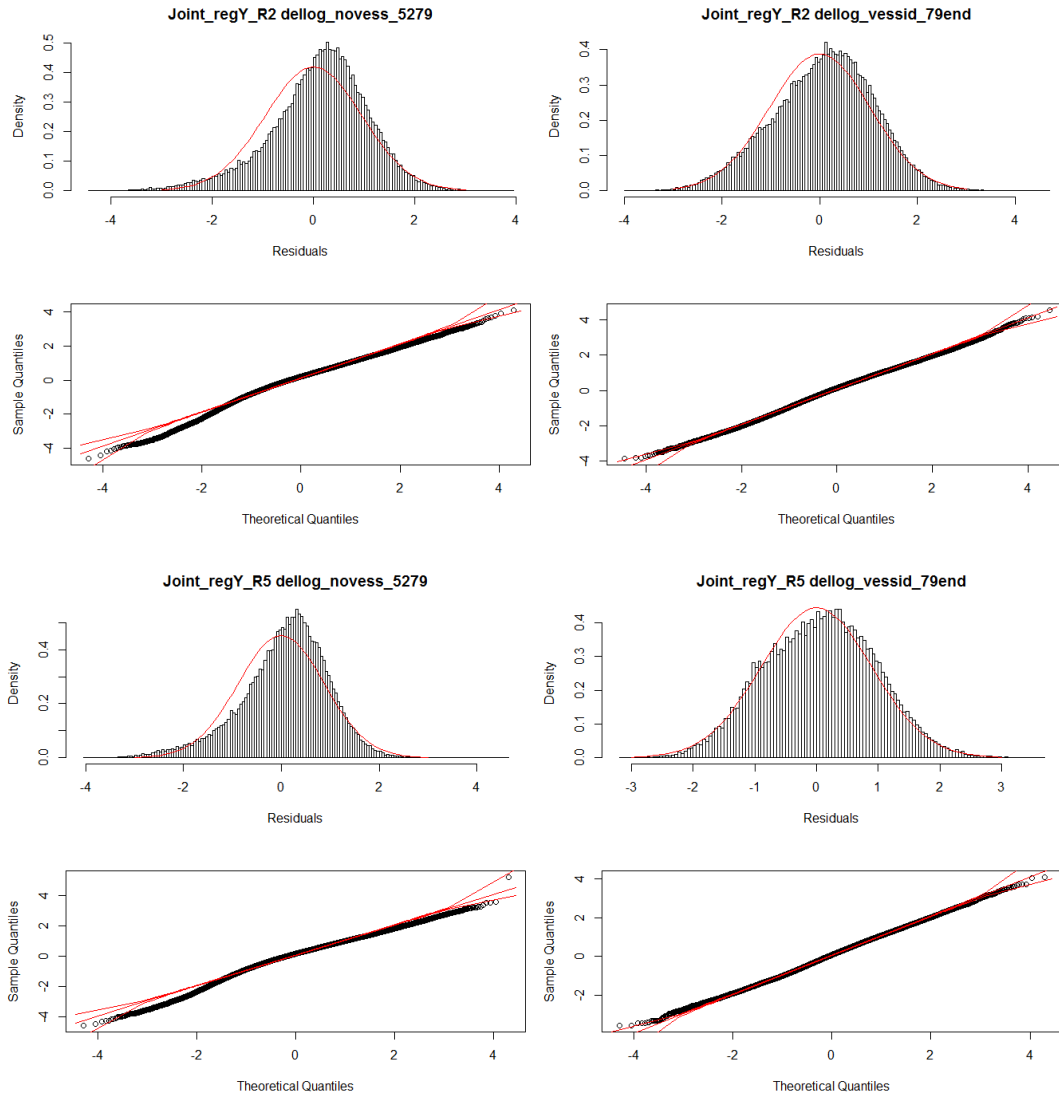 Joint_regY_R2 dellog_novess_5279
Joint_regY_R2 dellog_vessid_79end
Density
0.0 0.1 0.2 0.3 0.4 0.5
-4 -2 0 2 4
Residuals
Density
0.0 0.1 0.2 0.3 0.4
-4 -2 0 2 4
Residuals
Sample Quantiles
-4 -2 0 2 4
-4 -2 0 2 4
Theoretical Quantiles
Sample Quantiles
-4 -2 0 2 4
-4 -2 0 2 4
Theoretical Quantiles
Joint_regY_R5 dellog_novess_5279
Joint_regY_R5 dellog_vessid_79end
Density
0.0 0.2 0.4
-4 -2 0 2 4
Residuals
Density
0.0 0.1 0.2 0.3 0.4
-3 -2 -1 0 1 2 3
Residuals
Sample Quantiles
-4 -2 0 2 4
-4 -2 0 2 4
Theoretical Quantiles
Sample Quantiles
-2 0 2 4
-4 -2 0 2 4
Theoretical Quantiles